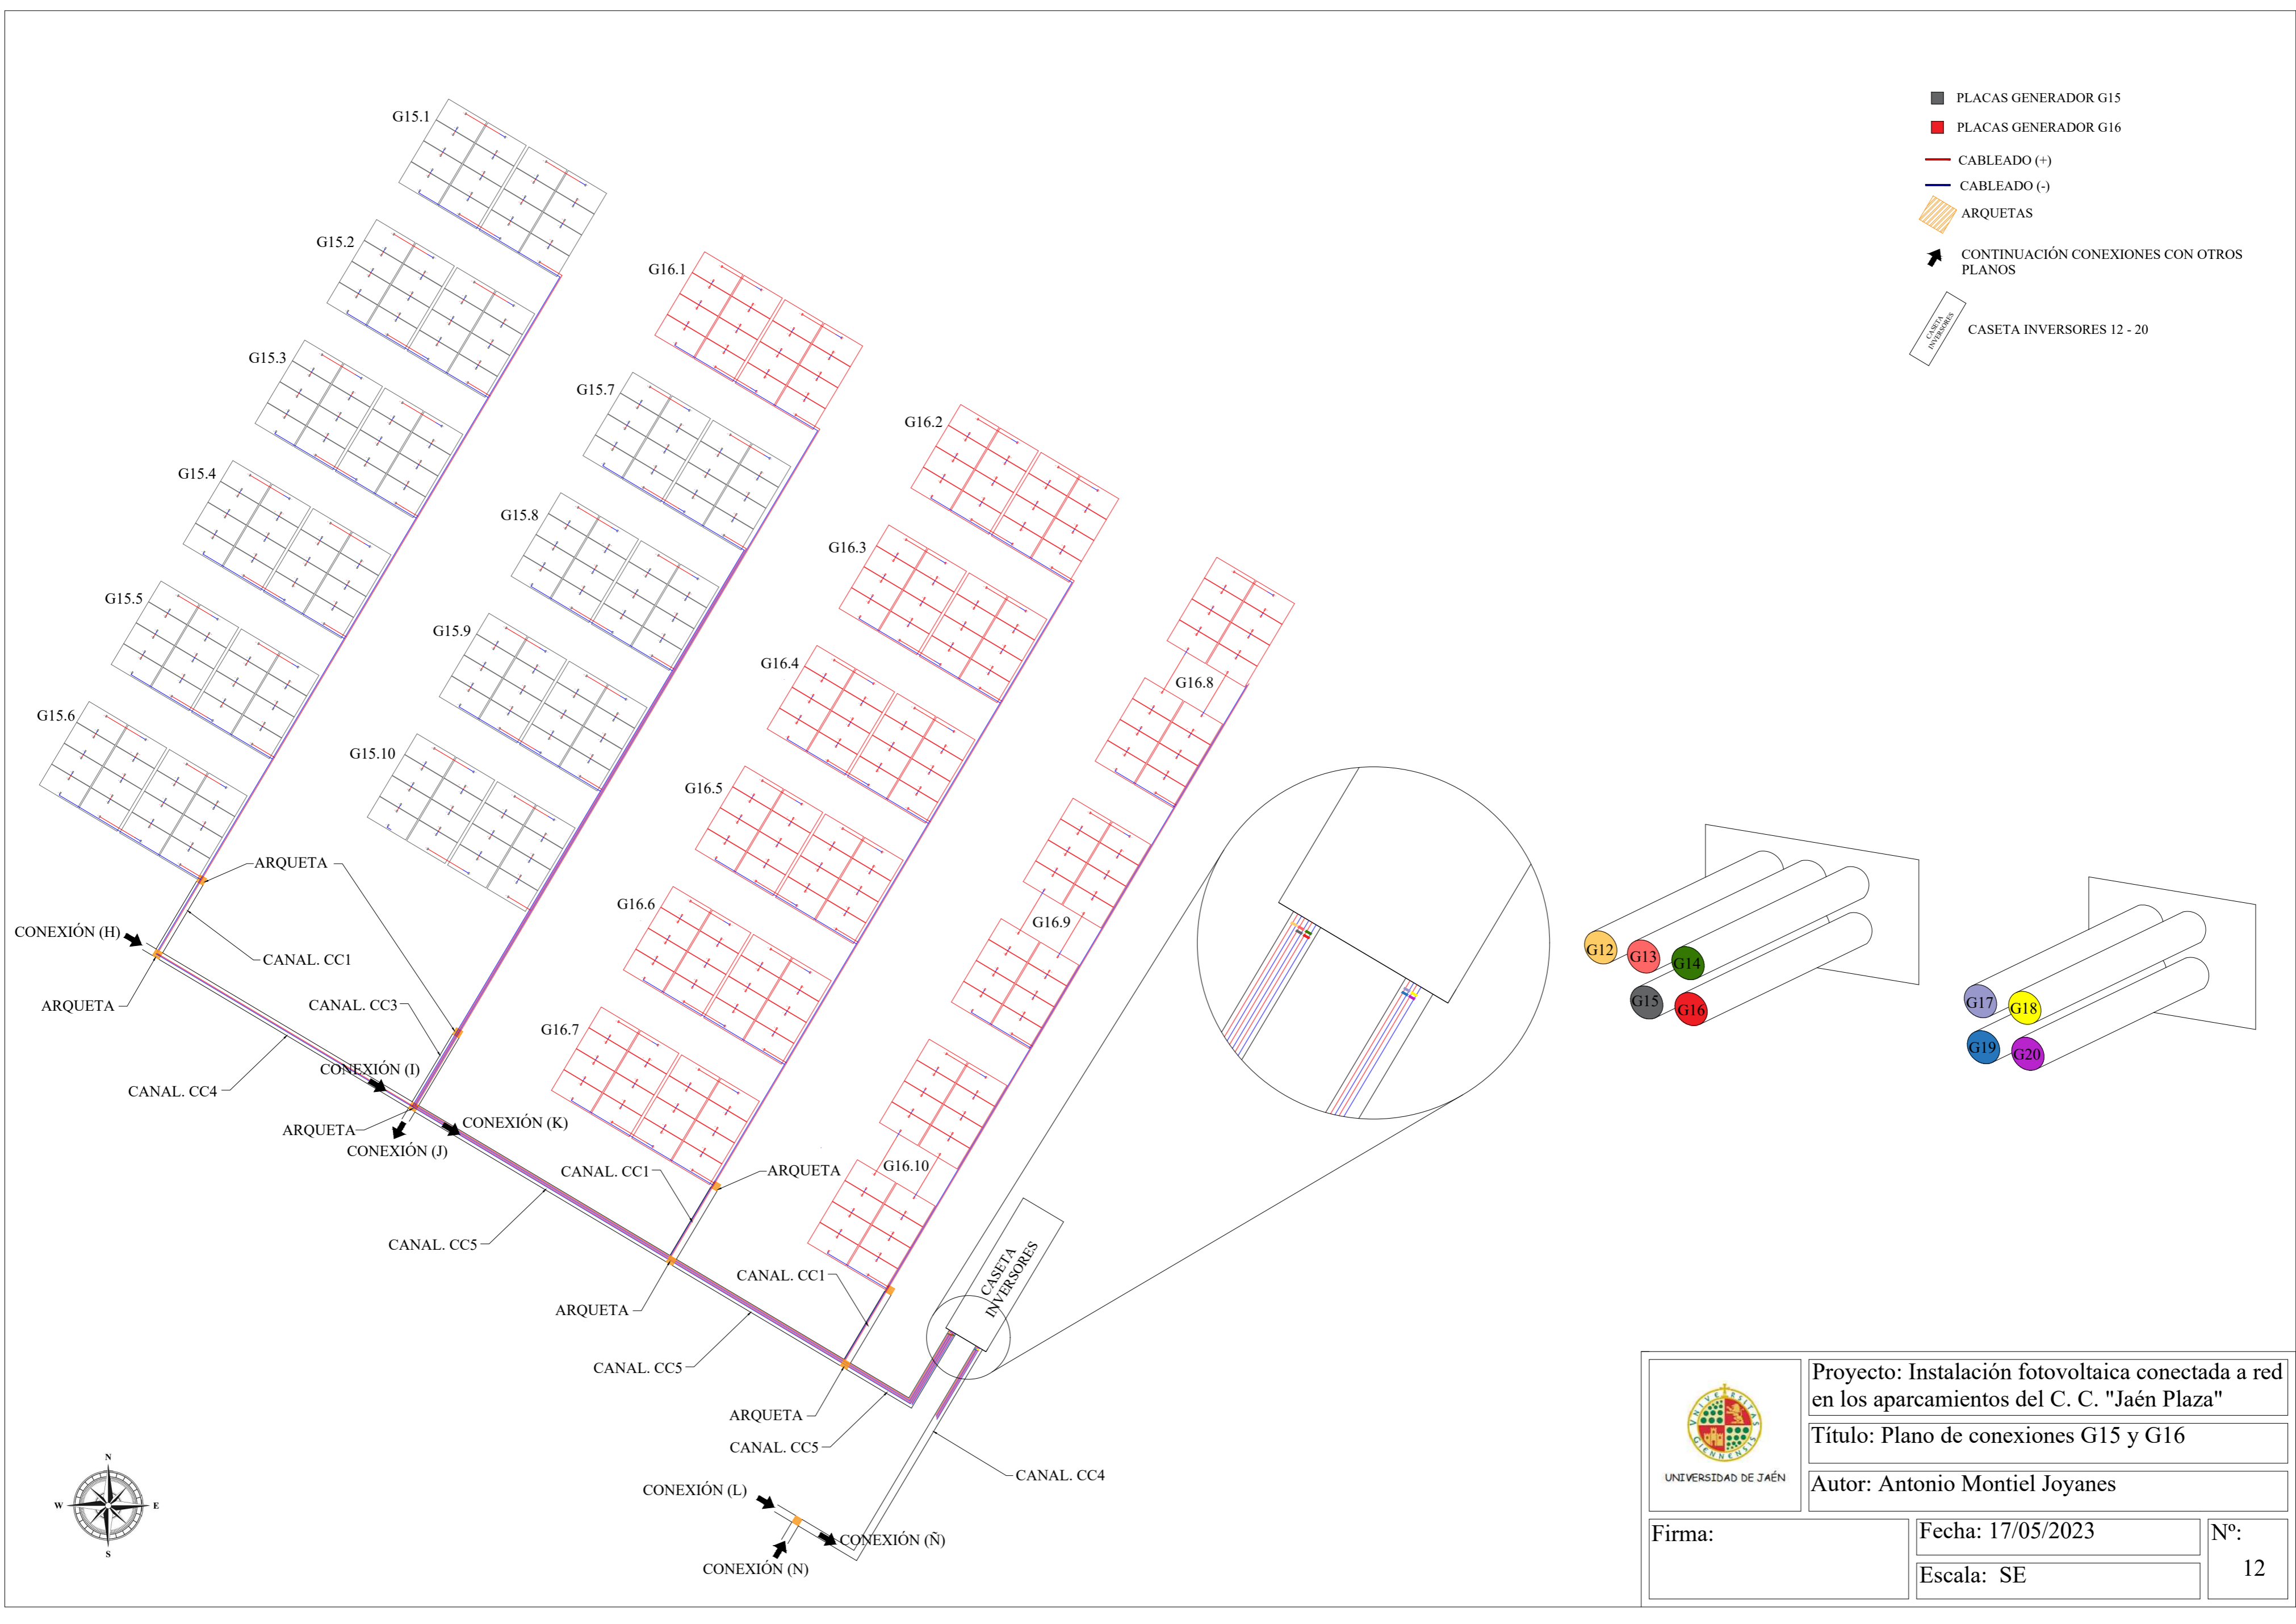 PLACAS GENERADOR G15
PLACAS GENERADOR G16
CABLEADO (+)
CABLEADO (-)
ARQUETAS
CONTINUACIÓN CONEXIONES CON OTROS
PLANOS
CASETA
INVERSORES
CASETA INVERSORES 12 - 20
G15.1
G15.2
G15.3
G15.4
G15.5
G15.6
G16.1
G15.7
G15.8
G15.9
G15.10
G16.2
G16.3
G16.4
G16.5
G16.6
G16.7
G16.8
G16.9
G16.10
ARQUETA
CONEXIÓN (H)
CANAL. CC1
ARQUETA
CANAL. CC3
CONEXIÓN (I)
CANAL. CC4
ARQUETA
CONEXIÓN (K)
CONEXIÓN (J)
CANAL. CC1
ARQUETA
CANAL. CC5
CANAL. CC1
ARQUETA
CANAL. CC5
CASETA
INVERSORES
ARQUETA
CANAL. CC5
CANAL. CC4
CONEXIÓN (L)
CONEXIÓN (Ñ)
CONEXIÓN (N)
G12
G13
G14
G15
G16
G17
G18
G19
G20
N
W
E
S
UNIVERSITAS
GIENNENSIS
UNIVERSIDAD DE JAÉN
Proyecto: Instalación fotovoltaica conectada a red
en los aparcamientos del C. C. "Jaén Plaza"
Título: Plano de conexiones G15 y G16
Autor: Antonio Montiel Joyanes
Firma:
Fecha: 17/05/2023
Escala: SE
Nº:
12